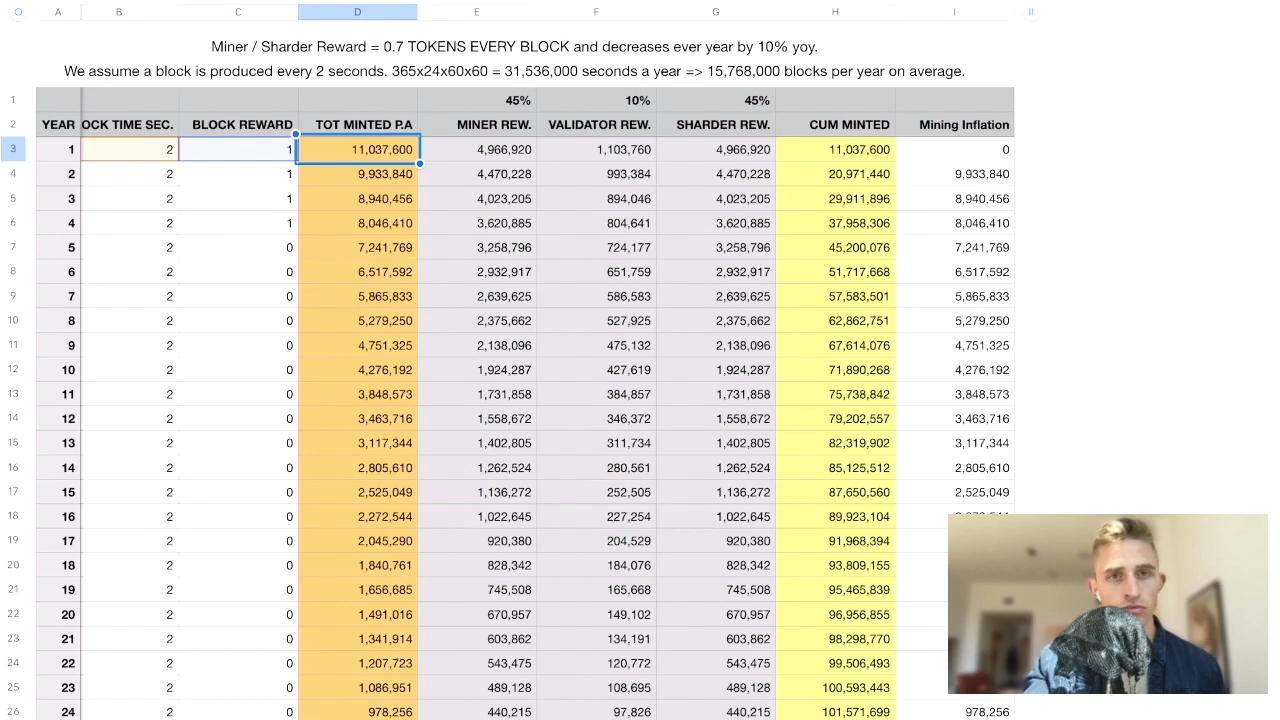 A B C D E F G H I
Miner / Sharder Reward = 0.7 TOKENS EVERY BLOCK and decreases ever year by 10% yoy.
We assume a block is produced every 2 seconds. 365x24x60x60 = 31,536,000 seconds a year => 15,768,000 blocks per year on average.
1 45% 10% 45%
2 YEAR OCK TIME SEC. BLOCK REWARD TOT MINTED P.A MINER REW. VALIDATOR REW. SHARDER REW. CUM MINTED Mining Inflation
3 1 2 1 11,037,600 4,966,920 1,103,760 4,966,920 11,037,600 0
4 2 2 1 9,933,840 4,470,228 993,384 4,470,228 20,971,440 9,933,840
5 3 2 1 8,940,456 4,023,205 894,046 4,023,205 29,911,896 8,940,456
6 4 2 1 8,046,410 3,620,885 804,641 3,620,885 37,958,306 8,046,410
7 5 2 0 7,241,769 3,258,796 724,177 3,258,796 45,200,076 7,241,769
8 6 2 0 6,517,592 2,932,917 651,759 2,932,917 51,717,668 6,517,592
9 7 2 0 5,865,833 2,639,625 586,583 2,639,625 57,583,501 5,865,833
10 8 2 0 5,279,250 2,375,662 527,925 2,375,662 62,862,751 5,279,250
11 9 2 0 4,751,325 2,138,096 475,132 2,138,096 67,614,076 4,751,325
12 10 2 0 4,276,192 1,924,287 427,619 1,924,287 71,890,268 4,276,192
13 11 2 0 3,848,573 1,731,858 384,857 1,731,858 75,738,842 3,848,573
14 12 2 0 3,463,716 1,558,672 346,372 1,558,672 79,202,557 3,463,716
15 13 2 0 3,117,344 1,402,805 311,734 1,402,805 82,319,902 3,117,344
16 14 2 0 2,805,610 1,262,524 280,561 1,262,524 85,125,512 2,805,610
17 15 2 0 2,525,049 1,136,272 252,505 1,136,272 87,650,560 2,525,049
18 16 2 0 2,272,544 1,022,645 227,254 1,022,645 89,923,104
19 17 2 0 2,045,290 920,380 204,529 920,380 91,968,394
20 18 2 0 1,840,761 828,342 184,076 828,342 93,809,155
21 19 2 0 1,656,685 745,508 165,668 745,508 95,465,839
22 20 2 0 1,491,016 670,957 149,102 670,957 96,956,855
23 21 2 0 1,341,914 603,862 134,191 603,862 98,298,770
24 22 2 0 1,207,723 543,475 120,772 543,475 99,506,493
25 23 2 0 1,086,951 489,128 108,695 489,128 100,593,443
26 24 2 0 978,256 440,215 97,826 440,215 101,571,699 978,256